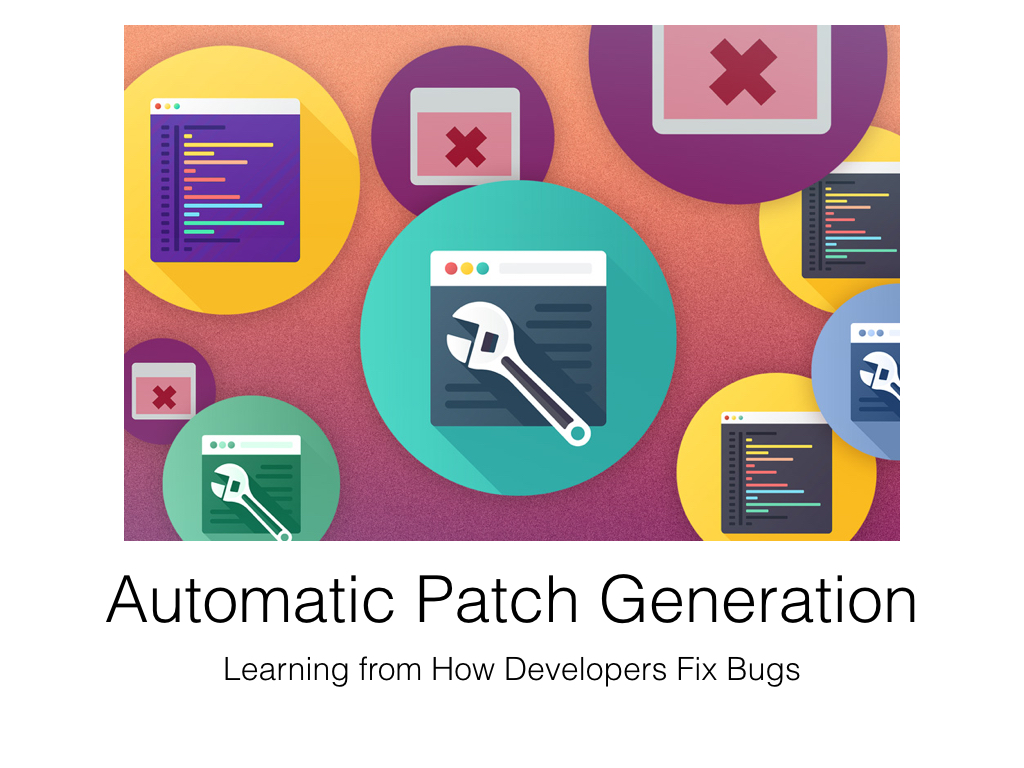 Automatic Patch Generation
Learning from How Developers Fix Bugs